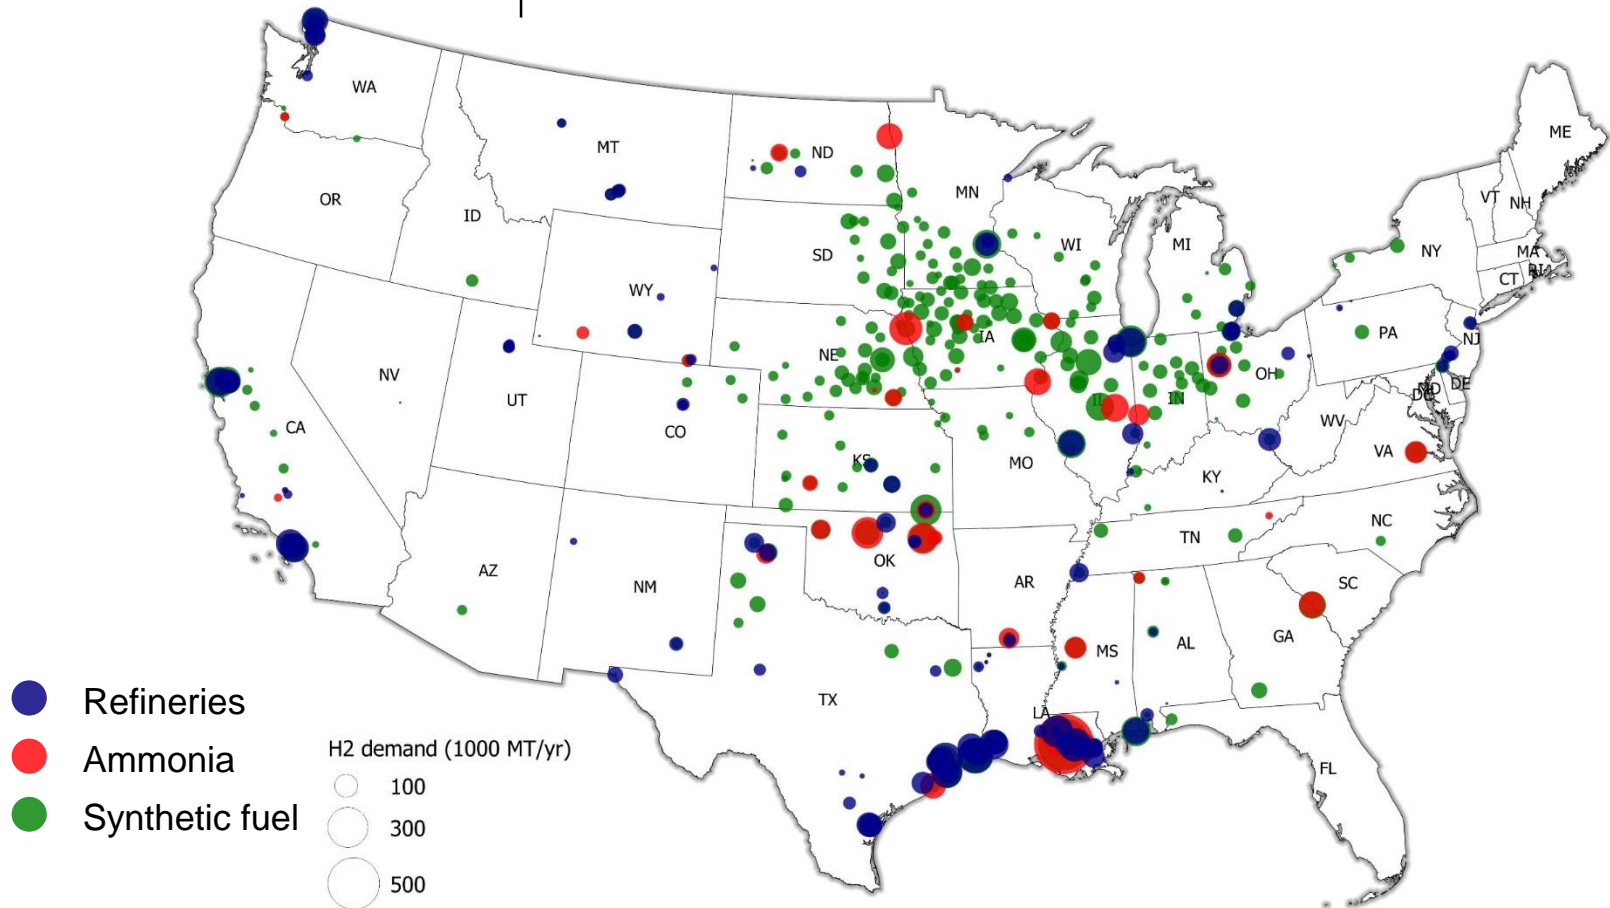 WA
ME
MT
ND
VT
NH
OR
MN
ID
WI
MI
NY
MA
RI
SD
CT
WY
PA
NJ
IA
NE
OH
DE
MD
DC
NV
UT
IL
IN
CA
CO
WV
VA
KS
MO
KY
NC
TN
OK
AZ
NM
AR
SC
GA
MS
AL
TX
LA
FL
Refineries
Ammonia
Synthetic fuel
H2 demand (1000 MT/yr)
100
300
500